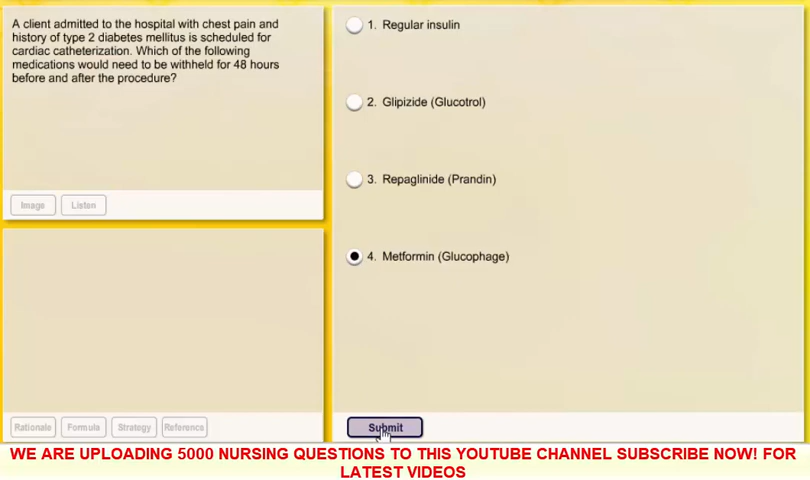 A client admitted to the hospital with chest pain and
history of type 2 diabetes mellitus is scheduled for
cardiac catheterization. Which of the following
medications would need to be withheld for 48 hours
before and after the procedure?
Image Listen
1. Regular insulin
2. Glipizide (Glucotrol)
3. Repaglinide (Prandin)
4. Metformin (Glucophage)
Rationale Formula Strategy Reference
Submit
WE ARE UPLOADING 5000 NURSING QUESTIONS TO THIS YOUTUBE CHANNEL SUBSCRIBE NOW! FOR
LATEST VIDEOS